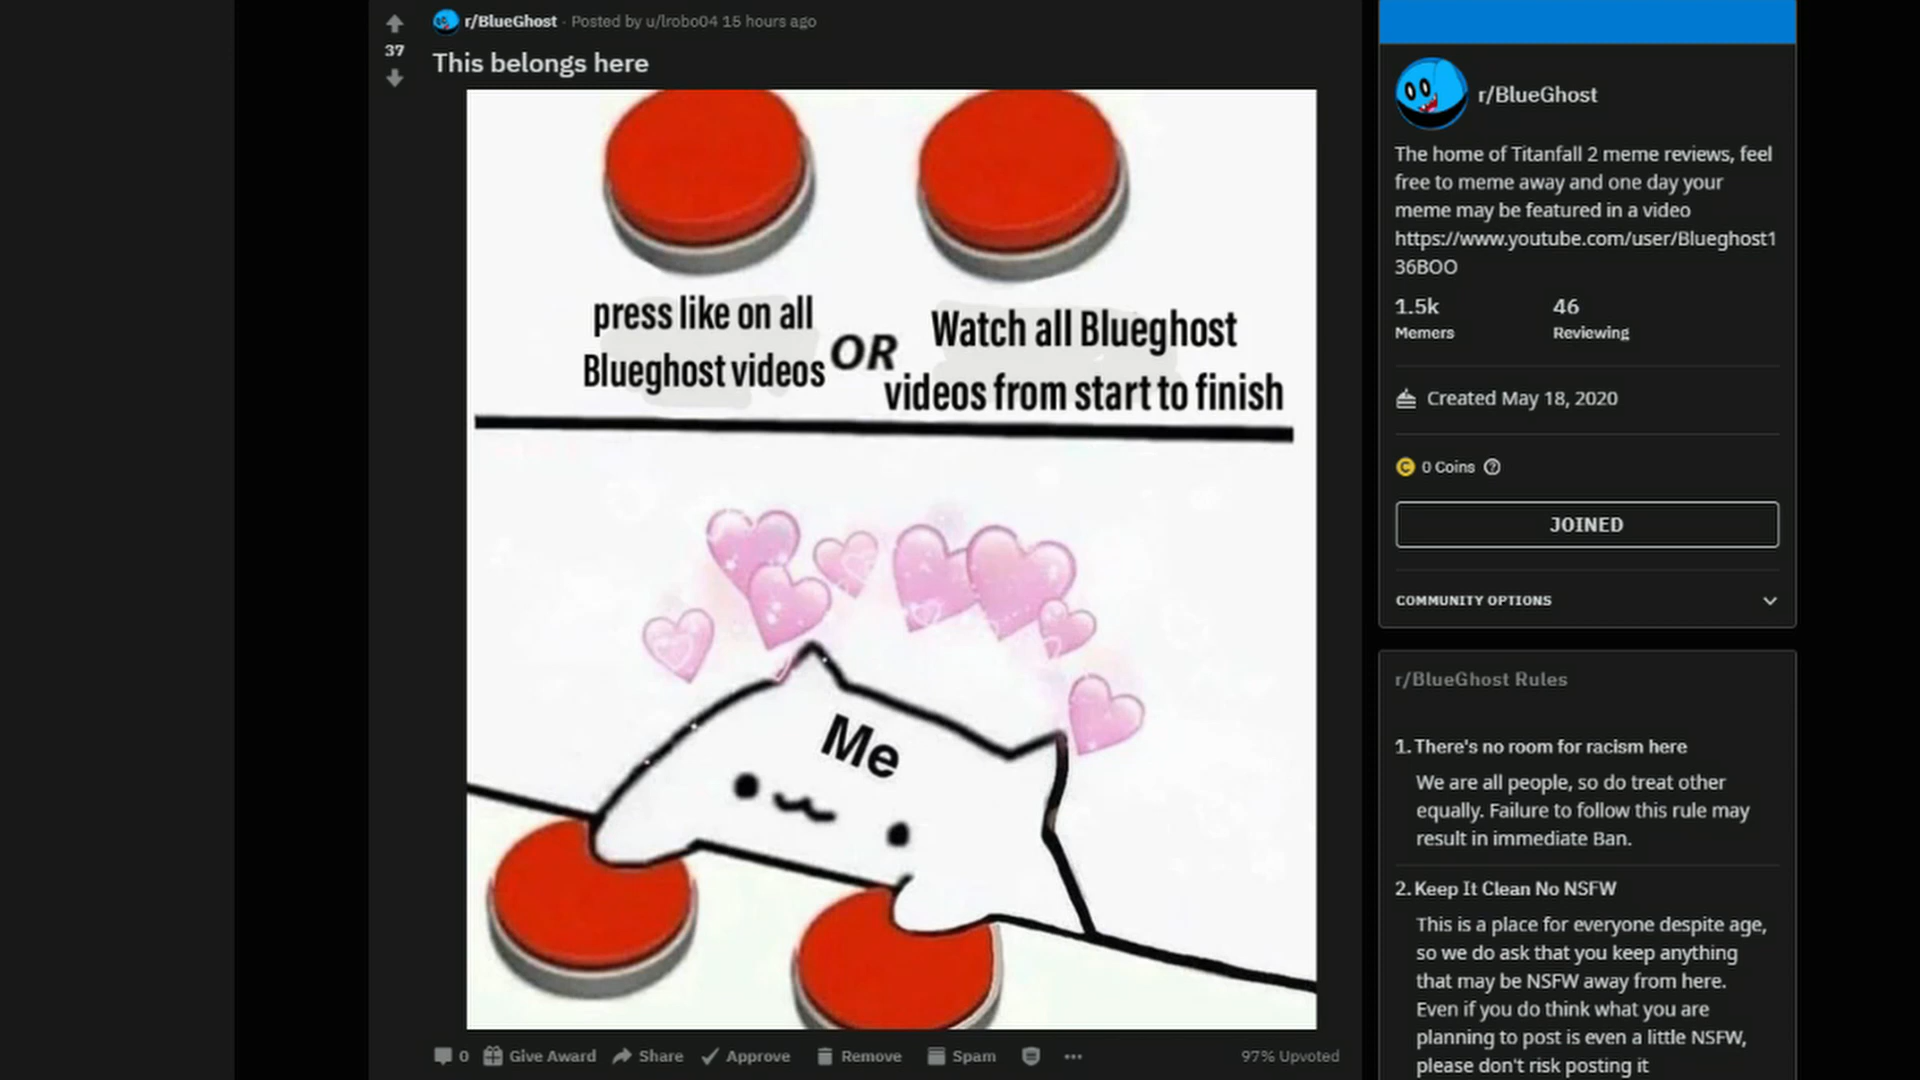 r/BlueGhost · Posted by u/lrobo04 15 hours ago
37
This belongs here
press like on all
Blueghost videos
OR
Watch all Blueghost
videos from start to finish
Me
0 Give Award Share Approve Remove Spam 97% Upvoted
r/BlueGhost
The home of Titanfall 2 meme reviews, feel
free to meme away and one day your
meme may be featured in a video
https://www.youtube.com/user/Blueghost1
36BOO
1.5k 46
Memers Reviewing
Created May 18, 2020
C 0 Coins ?
JOINED
COMMUNITY OPTIONS
r/BlueGhost Rules
1. There's no room for racism here
We are all people, so do treat other
equally. Failure to follow this rule may
result in immediate Ban.
2. Keep It Clean No NSFW
This is a place for everyone despite age,
so we do ask that you keep anything
that may be NSFW away from here.
Even if you do think what you are
planning to post is even a little NSFW,
please don't risk posting it